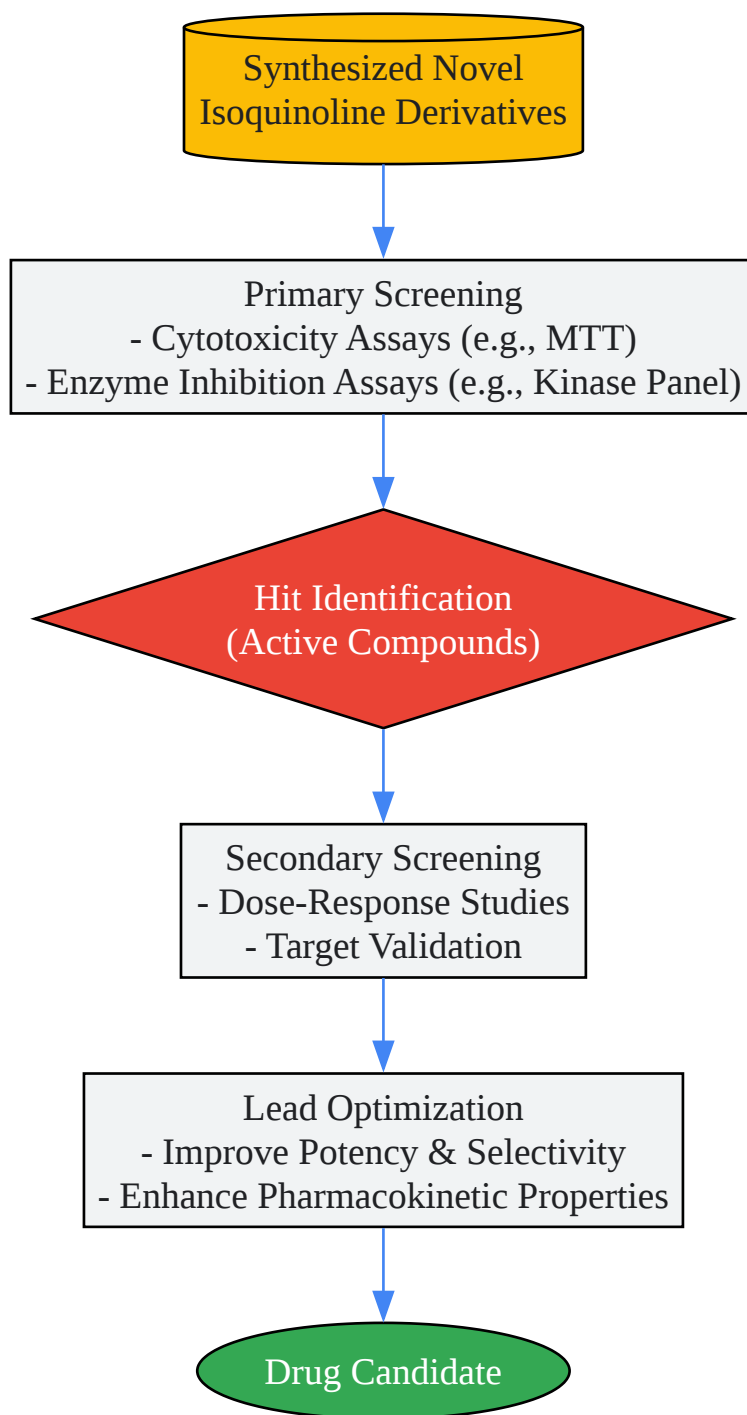 Synthesized Novel
Isoquinoline Derivatives
Primary Screening
- Cytotoxicity Assays (e.g., MTT)
- Enzyme Inhibition Assays (e.g., Kinase Panel)
Hit Identification
(Active Compounds)
Secondary Screening
- Dose-Response Studies
- Target Validation
Lead Optimization
- Improve Potency & Selectivity
- Enhance Pharmacokinetic Properties
Drug Candidate